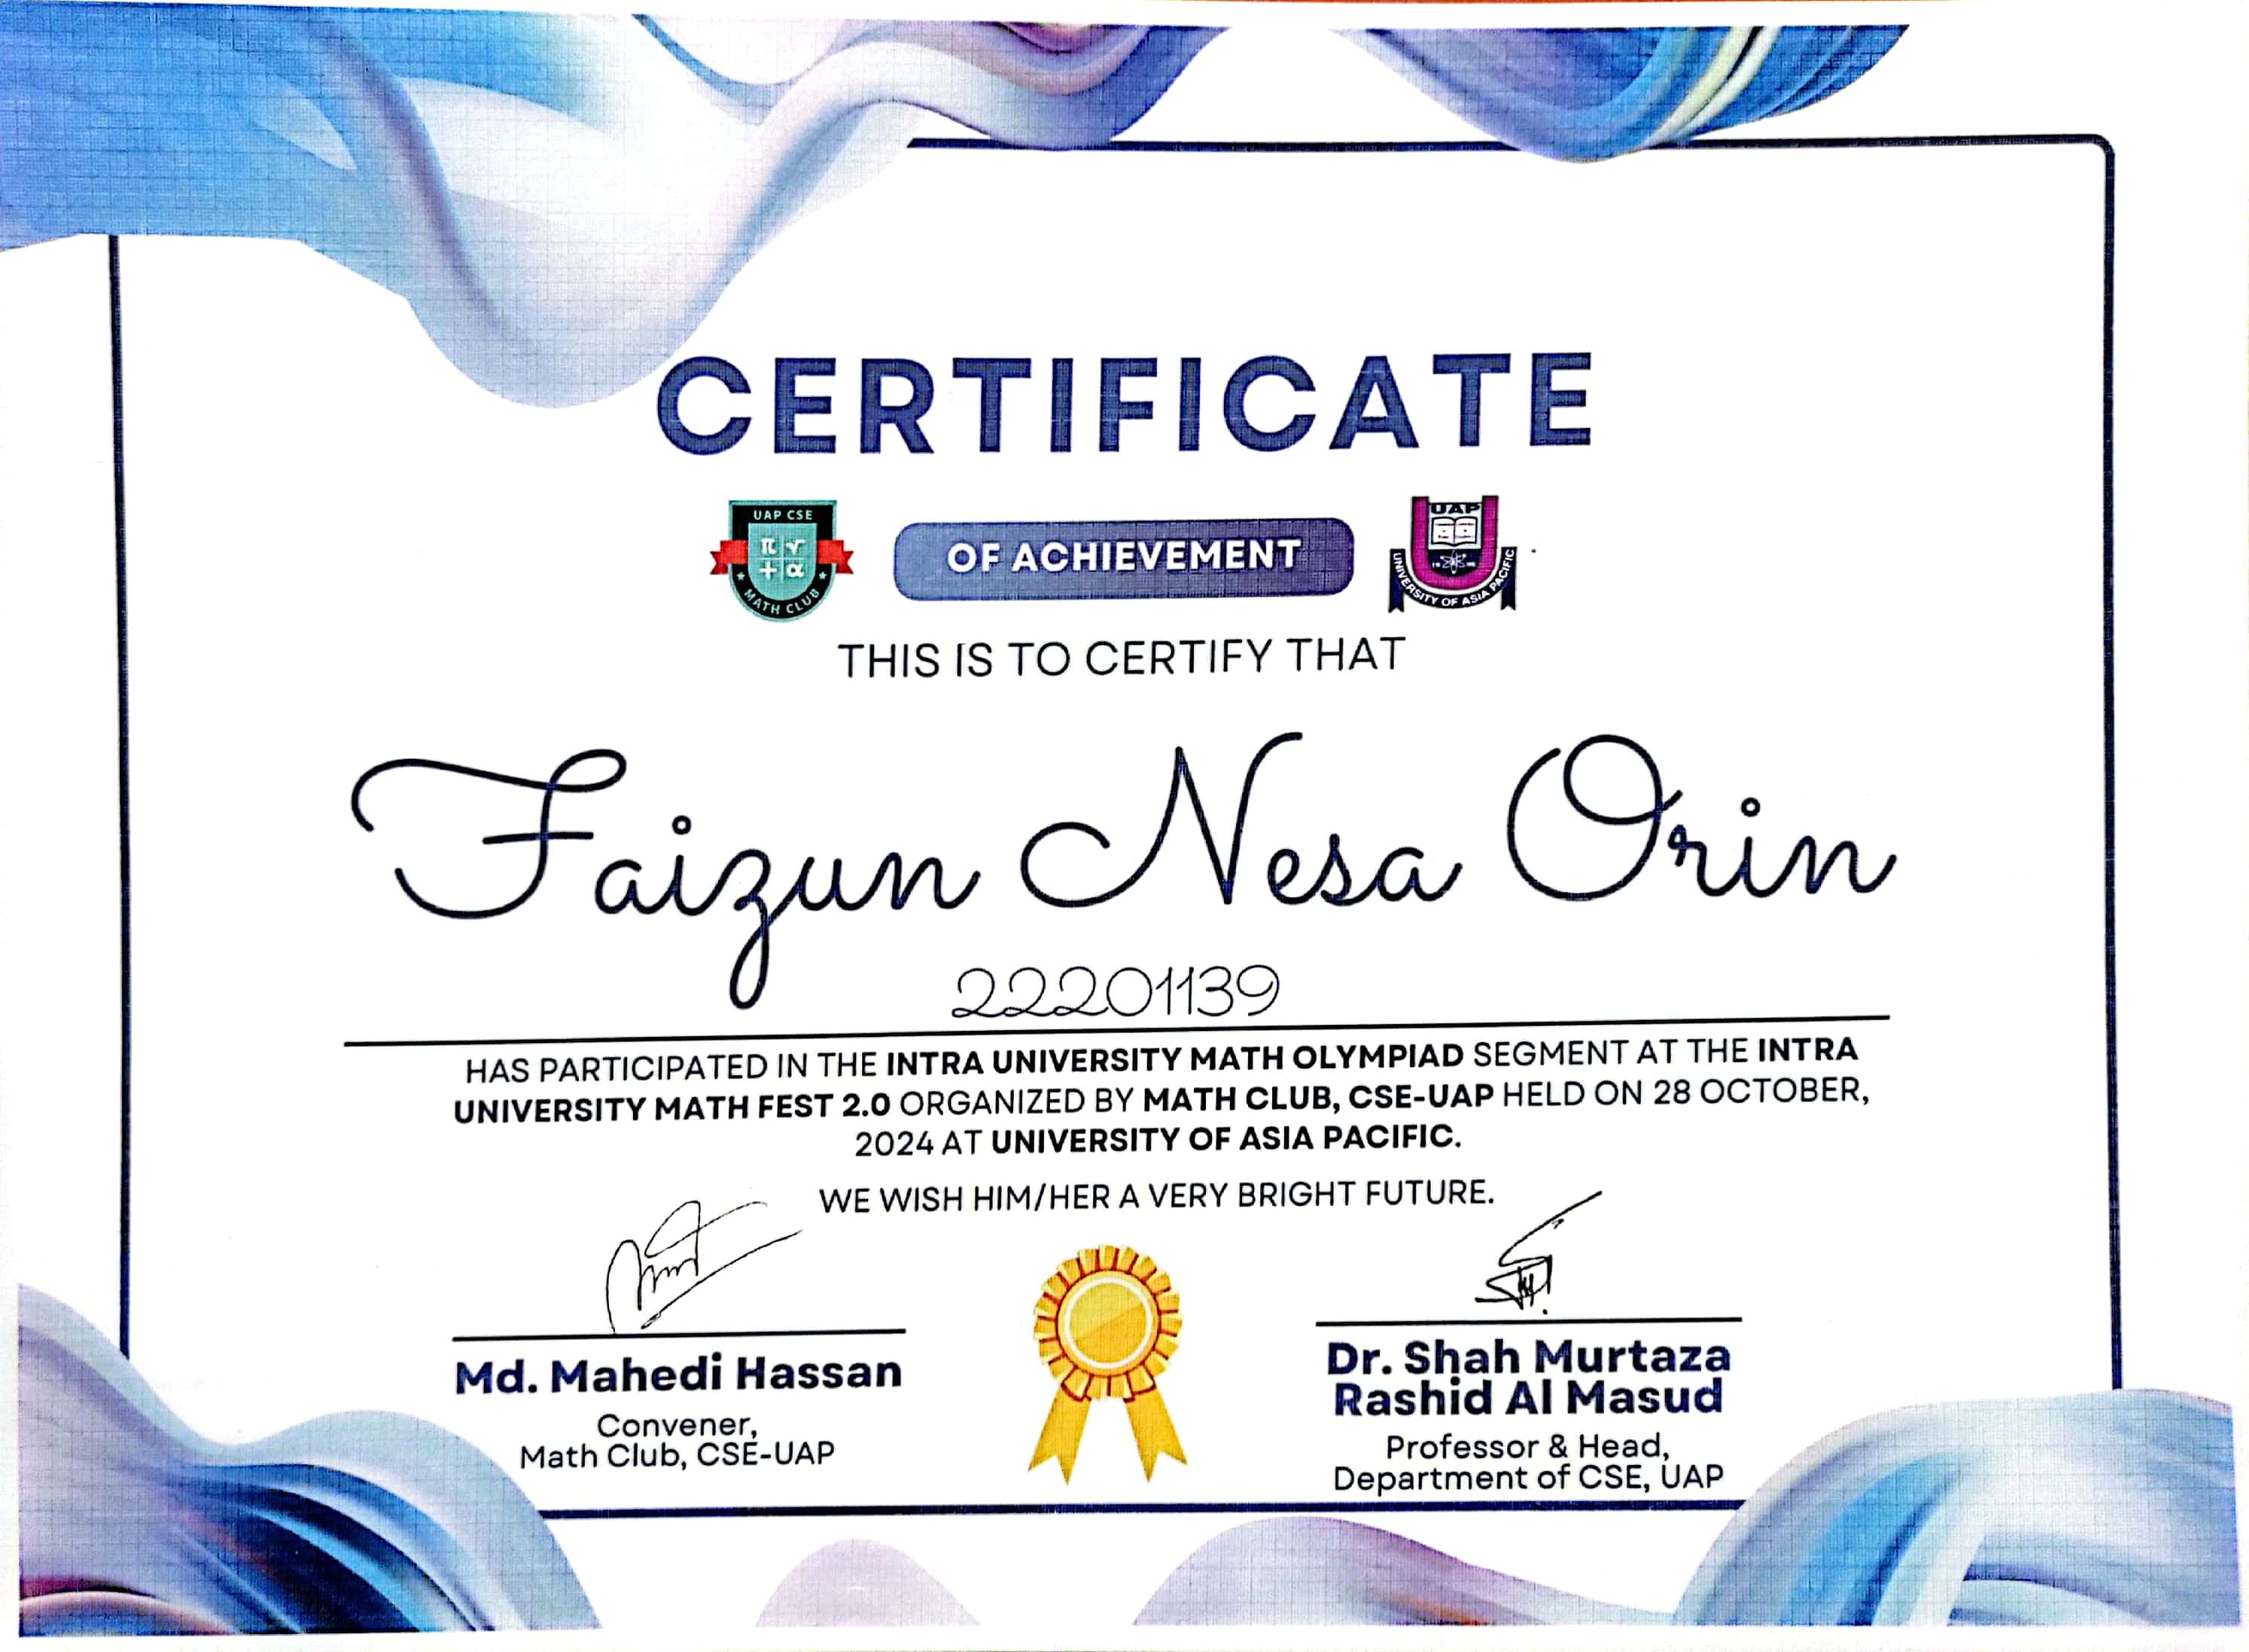 CERTIFICATE
UAP CSE
π √
+ α
MATH CLUB
OF ACHIEVEMENT
UAP
UNIVERSITY OF ASIA PACIFIC
THIS IS TO CERTIFY THAT
Faizun Nesa Orin
22201139
HAS PARTICIPATED IN THE INTRA UNIVERSITY MATH OLYMPIAD SEGMENT AT THE INTRA
UNIVERSITY MATH FEST 2.0 ORGANIZED BY MATH CLUB, CSE-UAP HELD ON 28 OCTOBER,
2024 AT UNIVERSITY OF ASIA PACIFIC.
WE WISH HIM/HER A VERY BRIGHT FUTURE.
Md. Mahedi Hassan
Convener,
Math Club, CSE-UAP
Dr. Shah Murtaza
Rashid Al Masud
Professor & Head,
Department of CSE, UAP